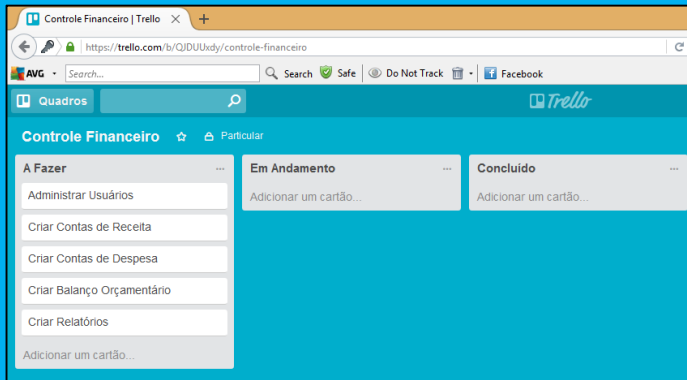 Controle Financeiro | Trello
https://trello.com/b/QJDUUxdy/controle-financeiro
AVG Search... Search Safe Do Not Track Facebook
Quadros Trello
Controle Financeiro Particular
A Fazer
Administrar Usuários
Criar Contas de Receita
Criar Contas de Despesa
Criar Balanço Orçamentário
Criar Relatórios
Adicionar um cartão...
Em Andamento
Adicionar um cartão...
Concluído
Adicionar um cartão...